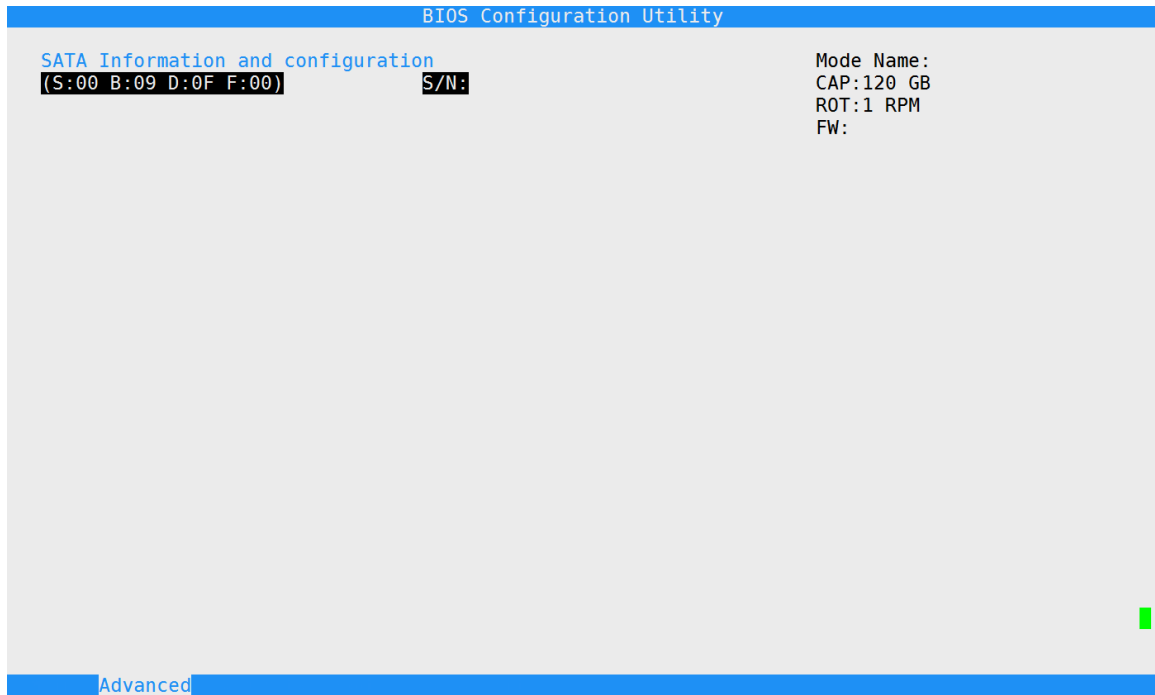 BIOS Configuration Utility
SATA Information and configuration
(S:00 B:09 D:0F F:00) S/N:
Mode Name:
CAP:120 GB
ROT:1 RPM
FW:
Advanced